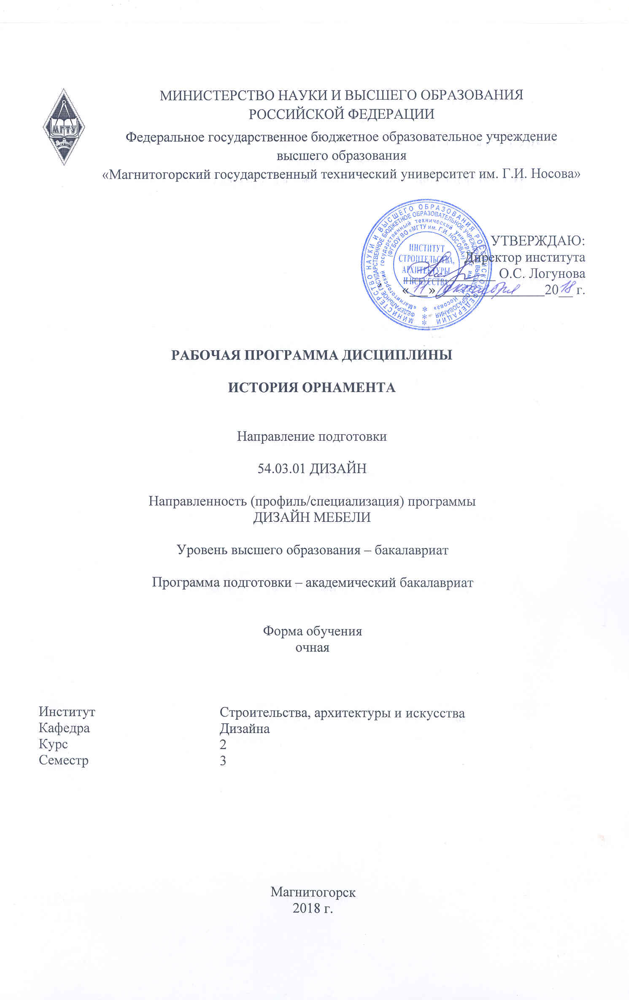 МИНИСТЕРСТВО НАУКИ И ВЫСШЕГО ОБРАЗОВАНИЯ
РОССИЙСКОЙ ФЕДЕРАЦИИ
Федеральное государственное бюджетное образовательное учреждение
высшего образования
«Магнитогорский государственный технический университет им. Г.И. Носова»
МГТУ
МИНИСТЕРСТВО НАУКИ И ВЫСШЕГО ОБРАЗОВАНИЯ РОССИЙСКОЙ ФЕДЕРАЦИИ
ФЕДЕРАЛЬНОЕ ГОСУДАРСТВЕННОЕ БЮДЖЕТНОЕ ОБРАЗОВАТЕЛЬНОЕ УЧРЕЖДЕНИЕ ВЫСШЕГО ОБРАЗОВАНИЯ
«Магнитогорский государственный технический университет им. Г.И. Носова»
(ФГБОУ ВО «МГТУ им. Г.И. НОСОВА»)
ИНСТИТУТ
СТРОИТЕЛЬСТВА,
АРХИТЕКТУРЫ
И ИСКУССТВА
УТВЕРЖДАЮ:
Директор института
О.С. Логунова
«11» октября 2018 г.
РАБОЧАЯ ПРОГРАММА ДИСЦИПЛИНЫ
ИСТОРИЯ ОРНАМЕНТА
Направление подготовки
54.03.01 ДИЗАЙН
Направленность (профиль/специализация) программы
ДИЗАЙН МЕБЕЛИ
Уровень высшего образования – бакалавриат
Программа подготовки – академический бакалавриат
Форма обучения
очная
Институт Строительства, архитектуры и искусства
Кафедра Дизайна
Курс 2
Семестр 3
Магнитогорск
2018 г.